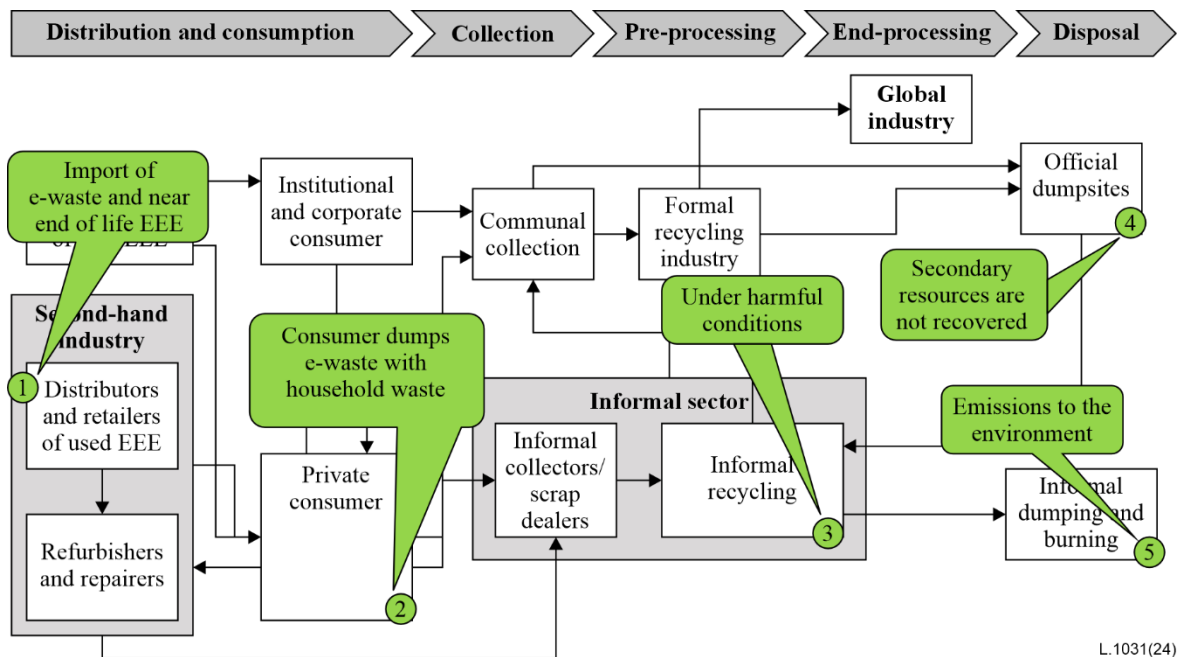 Distribution and consumption
Collection
Pre-processing
End-processing
Disposal
Global
industry
Import of
e-waste and near
end of life EEE
Institutional
and corporate
consumer
Communal
collection
Formal
recycling
industry
Official
dumpsites
4
Secondary
resources are
not recovered
Under harmful
conditions
Second-hand
industry
1
Distributors
and retailers
of used EEE
Refurbishers
and repairers
Consumer dumps
e-waste with
household waste
Private
consumer
2
Informal sector
Informal
collectors/
scrap
dealers
Informal
recycling
3
Emissions to the
environment
Informal
dumping and
burning
5
L.1031(24)